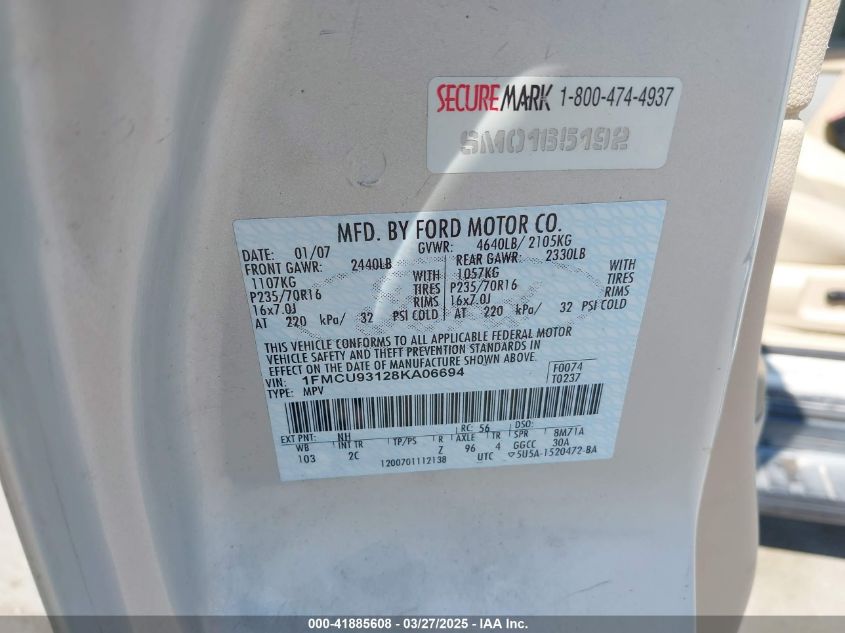 SECUREMARK 1-800-474-4937
SM0165192
MFD. BY FORD MOTOR CO.
DATE: 01/07 GVWR: 4640LB/ 2105KG
FRONT GAWR: 2440LB REAR GAWR: 2330LB
1107KG WITH 1057KG WITH
P235/70R16 TIRES P235/70R16 TIRES
16x7.0J RIMS 16x7.0J RIMS
AT 220 kPa/ 32 PSI COLD AT 220 kPa/ 32 PSI COLD
THIS VEHICLE CONFORMS TO ALL APPLICABLE FEDERAL MOTOR
VEHICLE SAFETY AND THEFT PREVENTION STANDARDS IN
EFFECT ON THE DATE OF MANUFACTURE SHOWN ABOVE.
VIN: 1FMCU93128KA06694 F0074
TYPE: MPV T0237
EXT PNT: NH RC: 56 DSO:
WB INT TR TP/PS R AXLE TR SPR 8M71A
103 2C Z 96 4 GGCC 30A
1200701112138 UTC ▽5U5A-1520472-BA
000-41885608 / 03/27/2025 - IAA Inc.